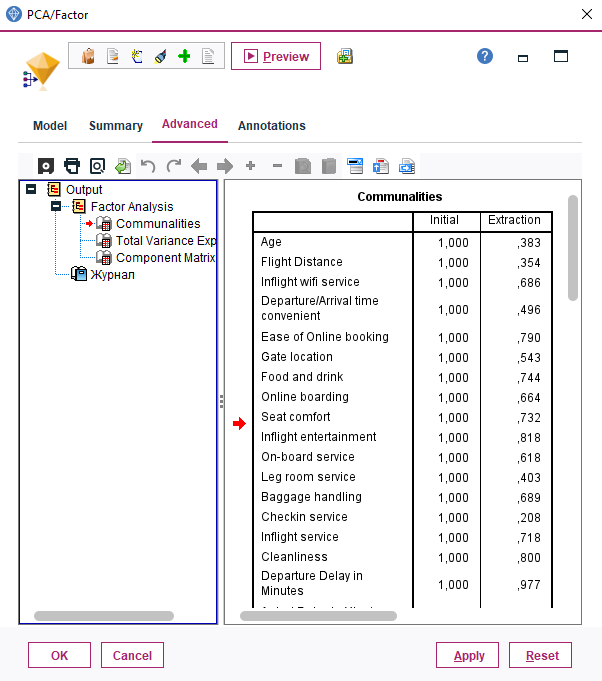 PCA/Factor
Preview
Model Summary Advanced Annotations
Output
Factor Analysis
Communalities
Total Variance Exp
Component Matrix
Журнал
Communalities
Initial Extraction
Age 1,000 ,383
Flight Distance 1,000 ,354
Inflight wifi service 1,000 ,686
Departure/Arrival time
convenient 1,000 ,496
Ease of Online booking 1,000 ,790
Gate location 1,000 ,543
Food and drink 1,000 ,744
Online boarding 1,000 ,664
Seat comfort 1,000 ,732
Inflight entertainment 1,000 ,818
On-board service 1,000 ,618
Leg room service 1,000 ,403
Baggage handling 1,000 ,689
Checkin service 1,000 ,208
Inflight service 1,000 ,718
Cleanliness 1,000 ,800
Departure Delay in
Minutes 1,000 ,977
OK Cancel Apply Reset